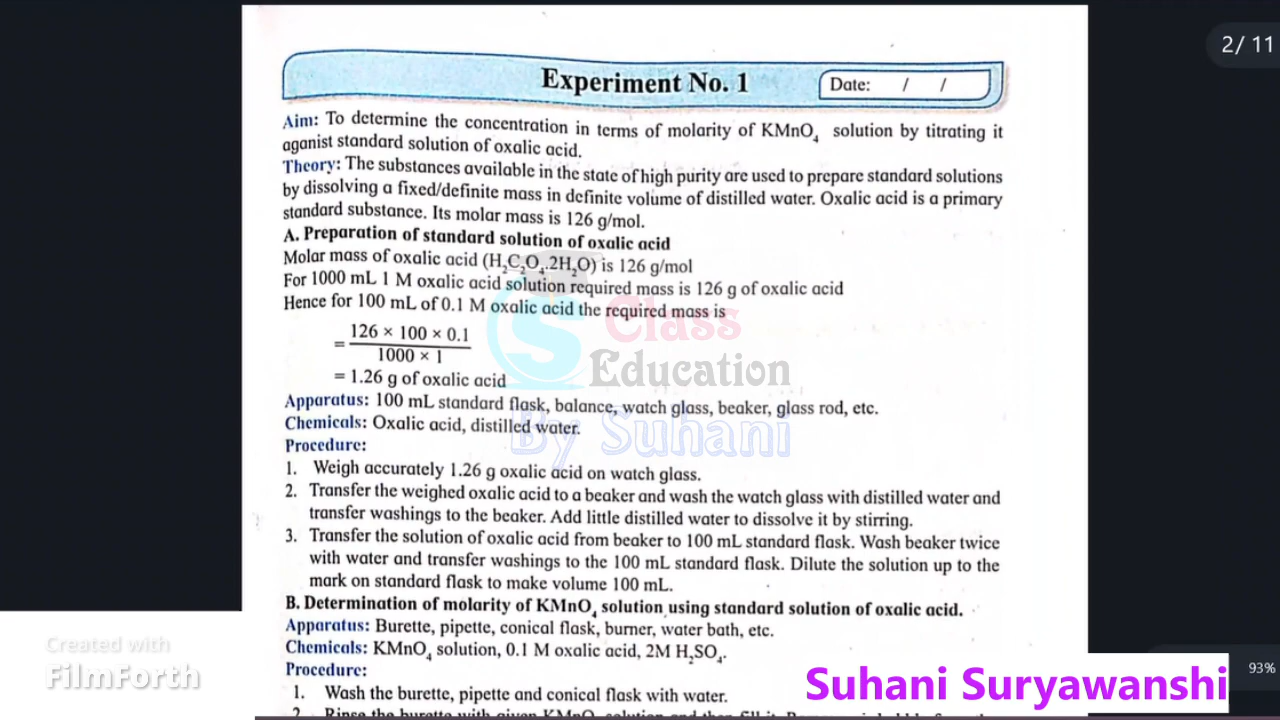 2/ 11
Experiment No. 1
Date: / /
Aim: To determine the concentration in terms of molarity of KMnO₄ solution by titrating it
aganist standard solution of oxalic acid.
Theory: The substances available in the state of high purity are used to prepare standard solutions
by dissolving a fixed/definite mass in definite volume of distilled water. Oxalic acid is a primary
standard substance. Its molar mass is 126 g/mol.
A. Preparation of standard solution of oxalic acid
Molar mass of oxalic acid (H₂C₂O₄.2H₂O) is 126 g/mol
For 1000 mL 1 M oxalic acid solution required mass is 126 g of oxalic acid
Hence for 100 mL of 0.1 M oxalic acid the required mass is
126 × 100 × 0.1
=
1000 × 1
= 1.26 g of oxalic acid
S Class
Education
By Suhani
Apparatus: 100 mL standard flask, balance, watch glass, beaker, glass rod, etc.
Chemicals: Oxalic acid, distilled water.
Procedure:
1. Weigh accurately 1.26 g oxalic acid on watch glass.
2. Transfer the weighed oxalic acid to a beaker and wash the watch glass with distilled water and
transfer washings to the beaker. Add little distilled water to dissolve it by stirring.
3. Transfer the solution of oxalic acid from beaker to 100 mL standard flask. Wash beaker twice
with water and transfer washings to the 100 mL standard flask. Dilute the solution up to the
mark on standard flask to make volume 100 mL.
B. Determination of molarity of KMnO₄ solution using standard solution of oxalic acid.
Apparatus: Burette, pipette, conical flask, burner, water bath, etc.
Chemicals: KMnO₄ solution, 0.1 M oxalic acid, 2M H₂SO₄.
Procedure:
1. Wash the burette, pipette and conical flask with water.
2. Rinse the burette with given KMnO₄ solution and then fill it.
Created with
FilmForth
93%
Suhani Suryawanshi